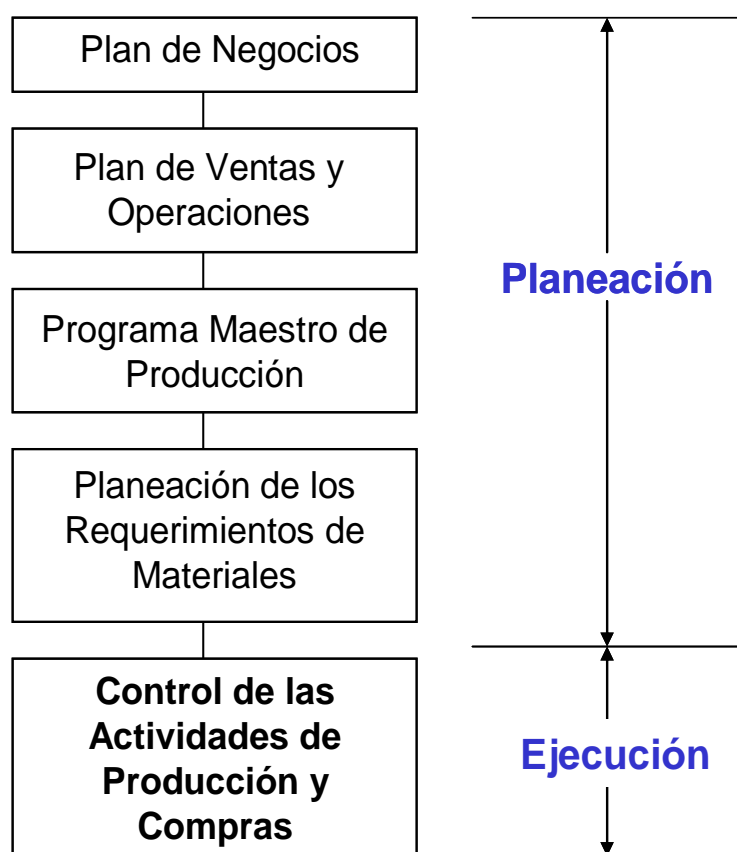 Plan de Negocios
Plan de Ventas y
Operaciones
Programa Maestro de
Producción
Planeación de los
Requerimientos de
Materiales
Control de las
Actividades de
Producción y
Compras
Planeación
Ejecución